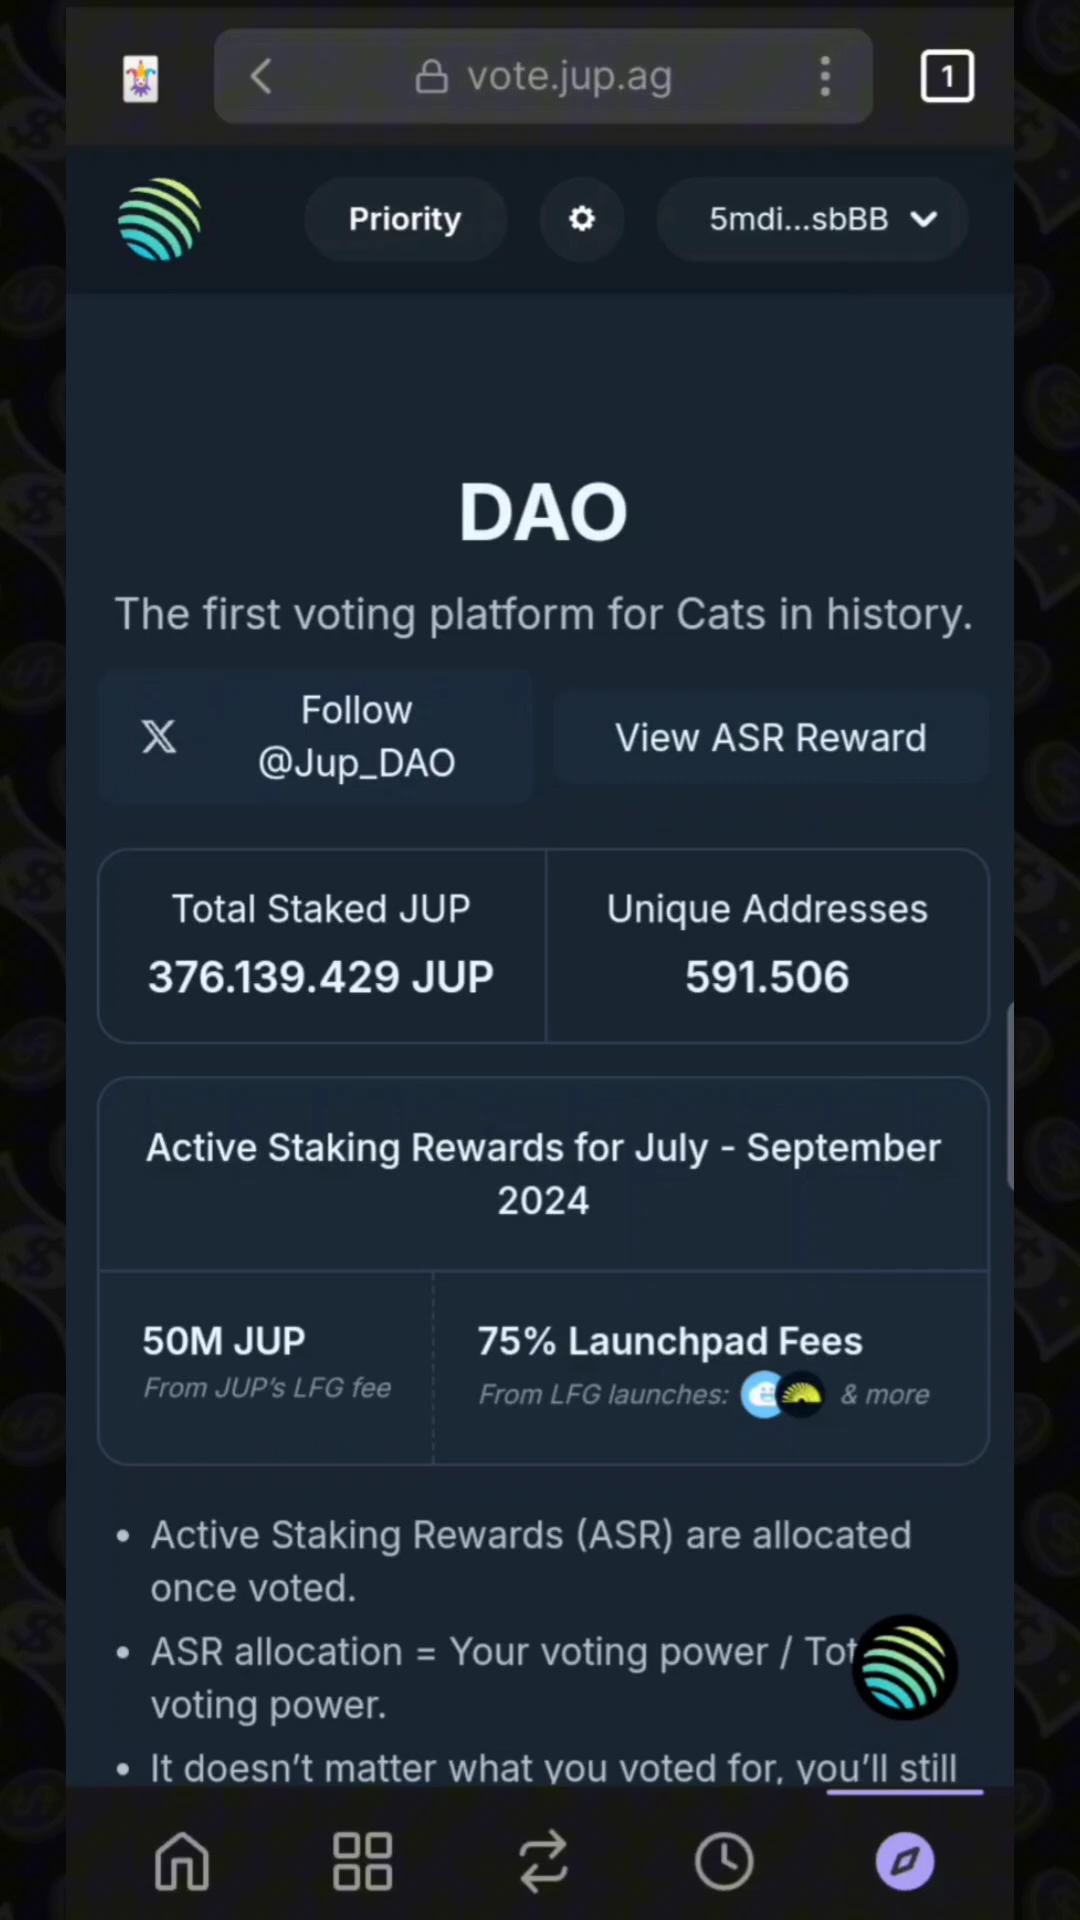 vote.jup.ag
1
Priority
5mdi...sbBB
DAO
The first voting platform for Cats in history.
Follow
@Jup_DAO
View ASR Reward
Total Staked JUP
376.139.429 JUP
Unique Addresses
591.506
Active Staking Rewards for July - September
2024
50M JUP
From JUP's LFG fee
75% Launchpad Fees
From LFG launches: & more
• Active Staking Rewards (ASR) are allocated
once voted.
• ASR allocation = Your voting power / Tot
voting power.
• It doesn’t matter what you voted for, you’ll still